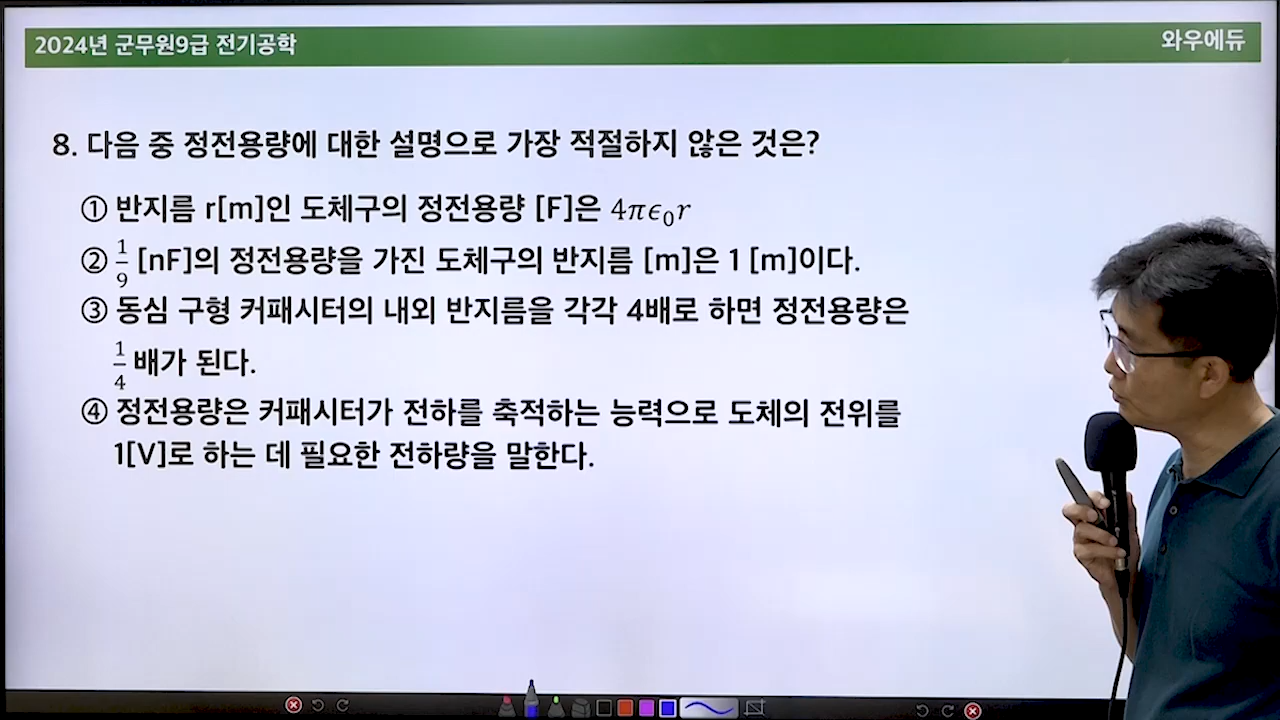 2024년 군무원9급 전기공학
와우에듀
8. 다음 중 정전용량에 대한 설명으로 가장 적절하지 않은 것은?
① 반지름 r[m]인 도체구의 정전용량 [F]은 4πϵ₀r
② 1/9 [nF]의 정전용량을 가진 도체구의 반지름 [m]은 1 [m]이다.
③ 동심 구형 커패시터의 내외 반지름을 각각 4배로 하면 정전용량은
1/4 배가 된다.
④ 정전용량은 커패시터가 전하를 축적하는 능력으로 도체의 전위를
1[V]로 하는 데 필요한 전하량을 말한다.